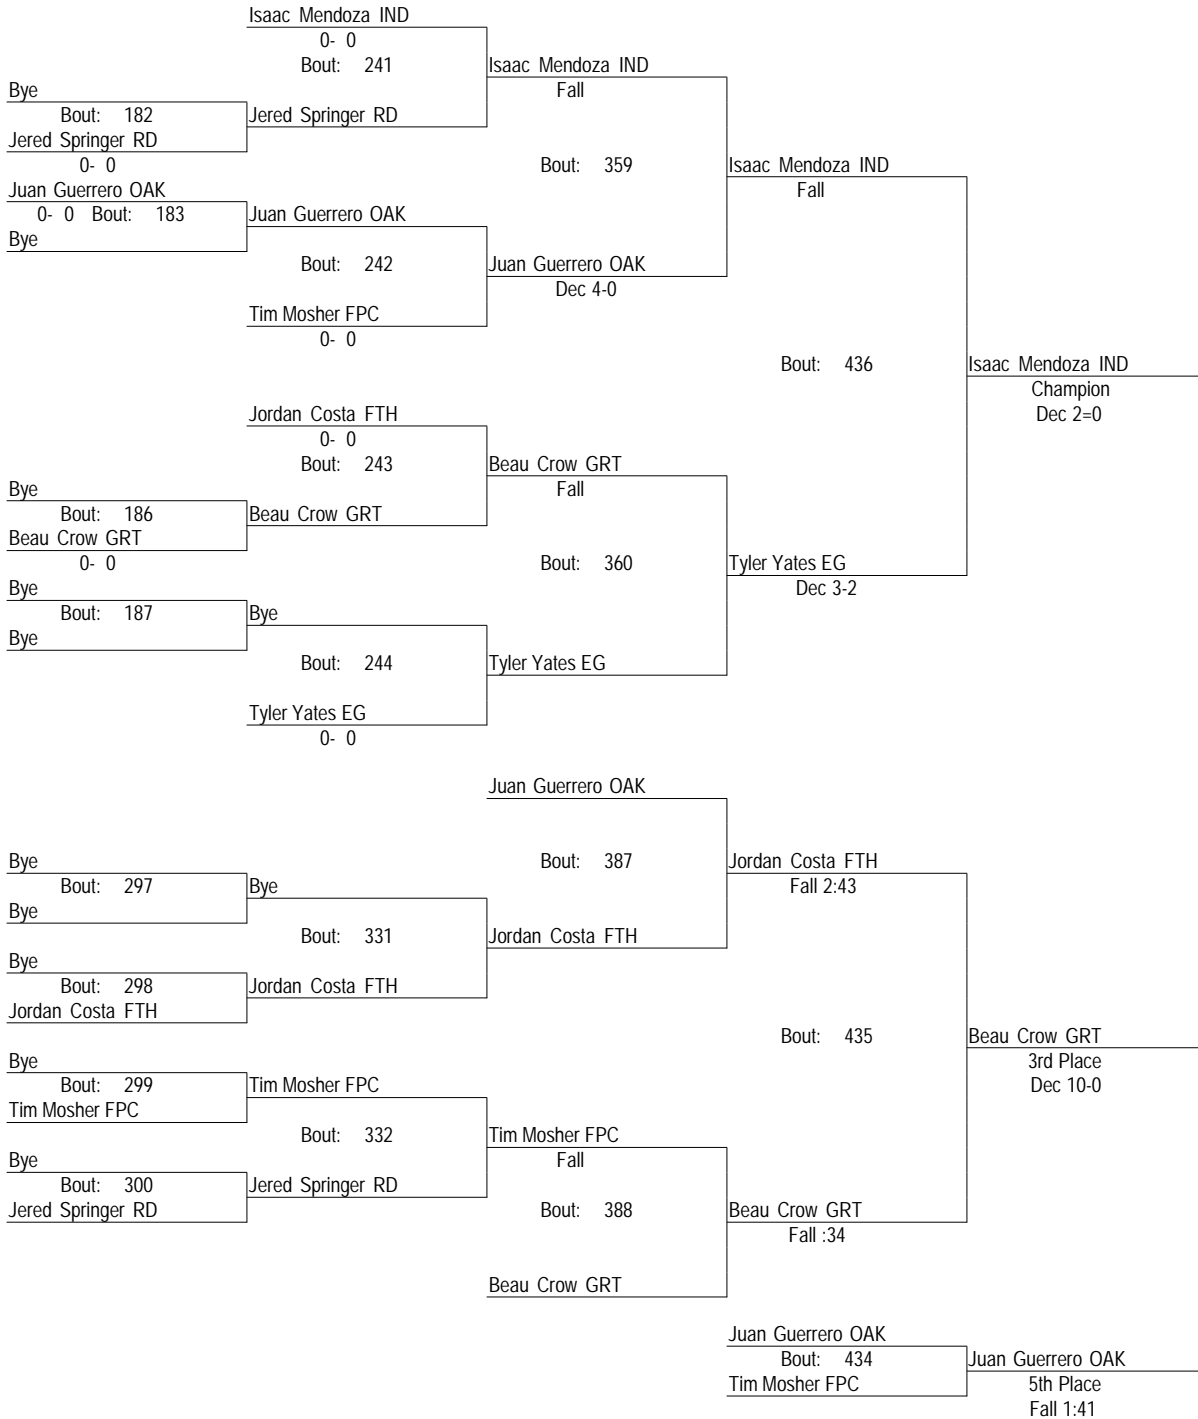 Isaac Mendoza IND
0- 0
Bout: 241
Isaac Mendoza IND
Fall
Bye
Bout: 182
Jered Springer RD
Jered Springer RD
0- 0
Bout: 359
Isaac Mendoza IND
Fall
Juan Guerrero OAK
0- 0 Bout: 183
Juan Guerrero OAK
Bye
Bout: 242
Juan Guerrero OAK
Dec 4-0
Tim Mosher FPC
0- 0
Bout: 436
Isaac Mendoza IND
Champion
Dec 2=0
Jordan Costa FTH
0- 0
Bout: 243
Beau Crow GRT
Fall
Bye
Bout: 186
Beau Crow GRT
Beau Crow GRT
0- 0
Bout: 360
Tyler Yates EG
Dec 3-2
Bye
Bout: 187
Bye
Bye
Bout: 244
Tyler Yates EG
Tyler Yates EG
0- 0
Juan Guerrero OAK
Bout: 387
Jordan Costa FTH
Fall 2:43
Bye
Bout: 297
Bye
Bye
Bout: 331
Jordan Costa FTH
Bye
Bout: 298
Jordan Costa FTH
Jordan Costa FTH
Bout: 435
Beau Crow GRT
3rd Place
Dec 10-0
Bye
Bout: 299
Tim Mosher FPC
Tim Mosher FPC
Bout: 332
Tim Mosher FPC
Fall
Bye
Bout: 300
Jered Springer RD
Jered Springer RD
Bout: 388
Beau Crow GRT
Fall :34
Beau Crow GRT
Juan Guerrero OAK
Bout: 434
Juan Guerrero OAK
Tim Mosher FPC
5th Place
Fall 1:41